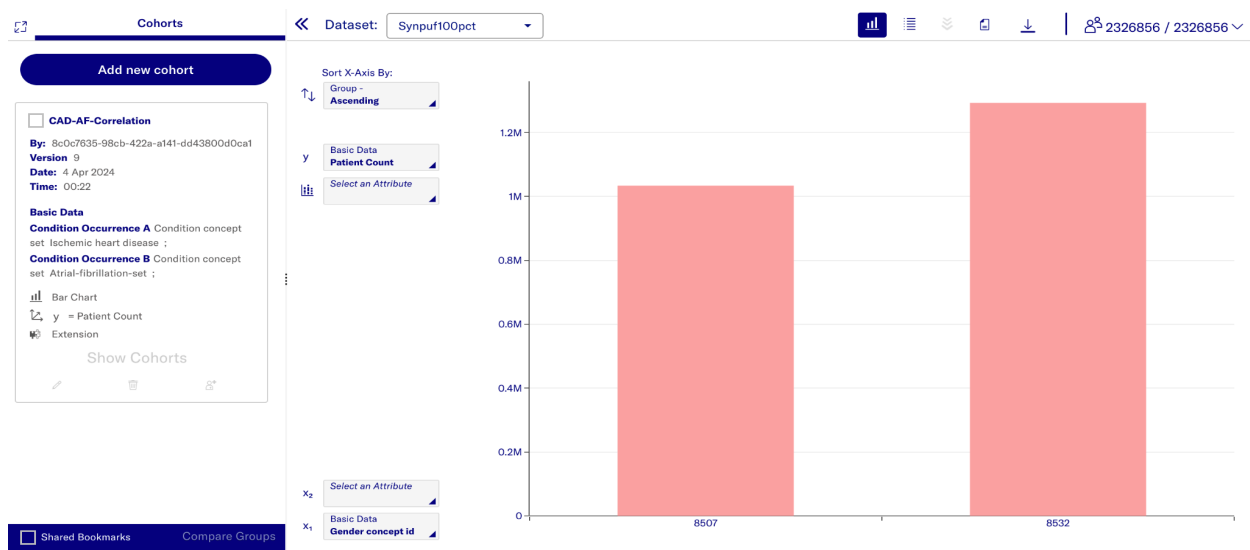 Cohorts
Add new cohort
CAD-AF-Correlation
By: 8c0c7635-98cb-422a-a141-dd43800d0ca1
Version 9
Date: 4 Apr 2024
Time: 00:22
Basic Data
Condition Occurrence A Condition concept
set Ischemic heart disease ;
Condition Occurrence B Condition concept
set Atrial-fibrillation-set ;
Bar Chart
y = Patient Count
Extension
Show Cohorts
Shared Bookmarks Compare Groups
Dataset: Synpuf100pct
2326856 / 2326856
Sort X-Axis By:
Group -
Ascending
y
Basic Data
Patient Count
Select an Attribute
x₂
Select an Attribute
x₁
Basic Data
Gender concept id
1.2M
1M
0.8M
0.6M
0.4M
0.2M
0
8507 8532